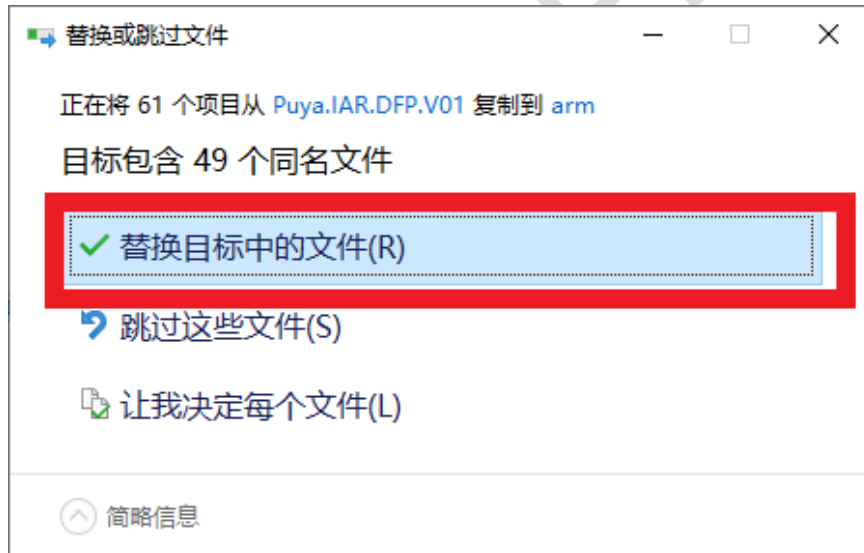 替换或跳过文件
正在将 61 个项目从 Puya.IAR.DFP.V01 复制到 arm
目标包含 49 个同名文件
替换目标中的文件(R)
跳过这些文件(S)
让我决定每个文件(L)
简略信息